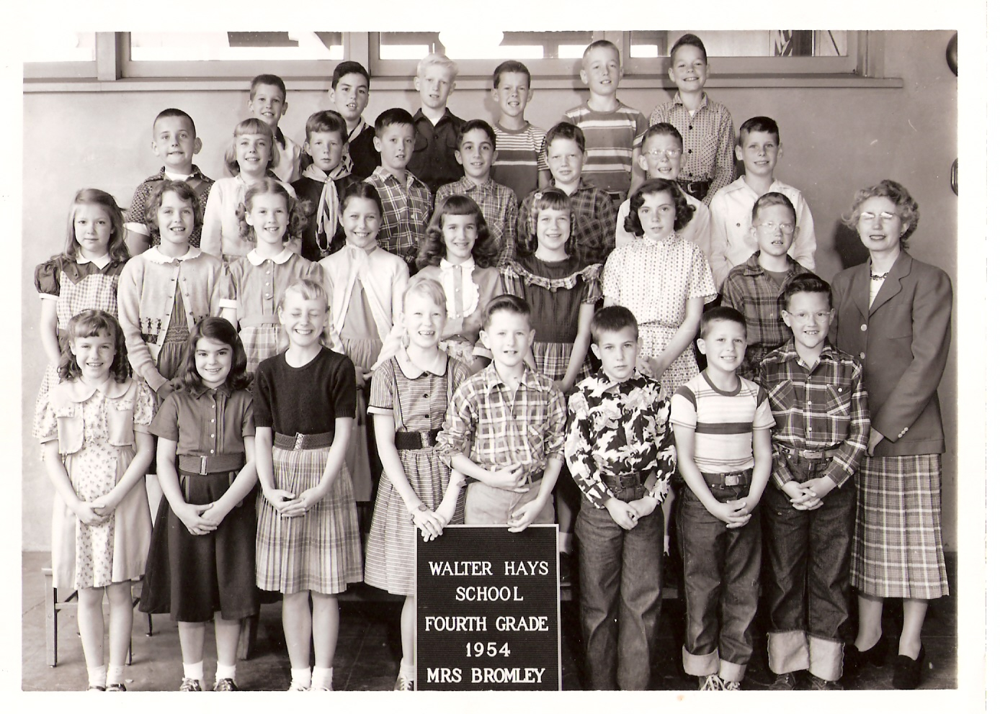 WALTER HAYS
SCHOOL
FOURTH GRADE
1954
MRS BROMLEY